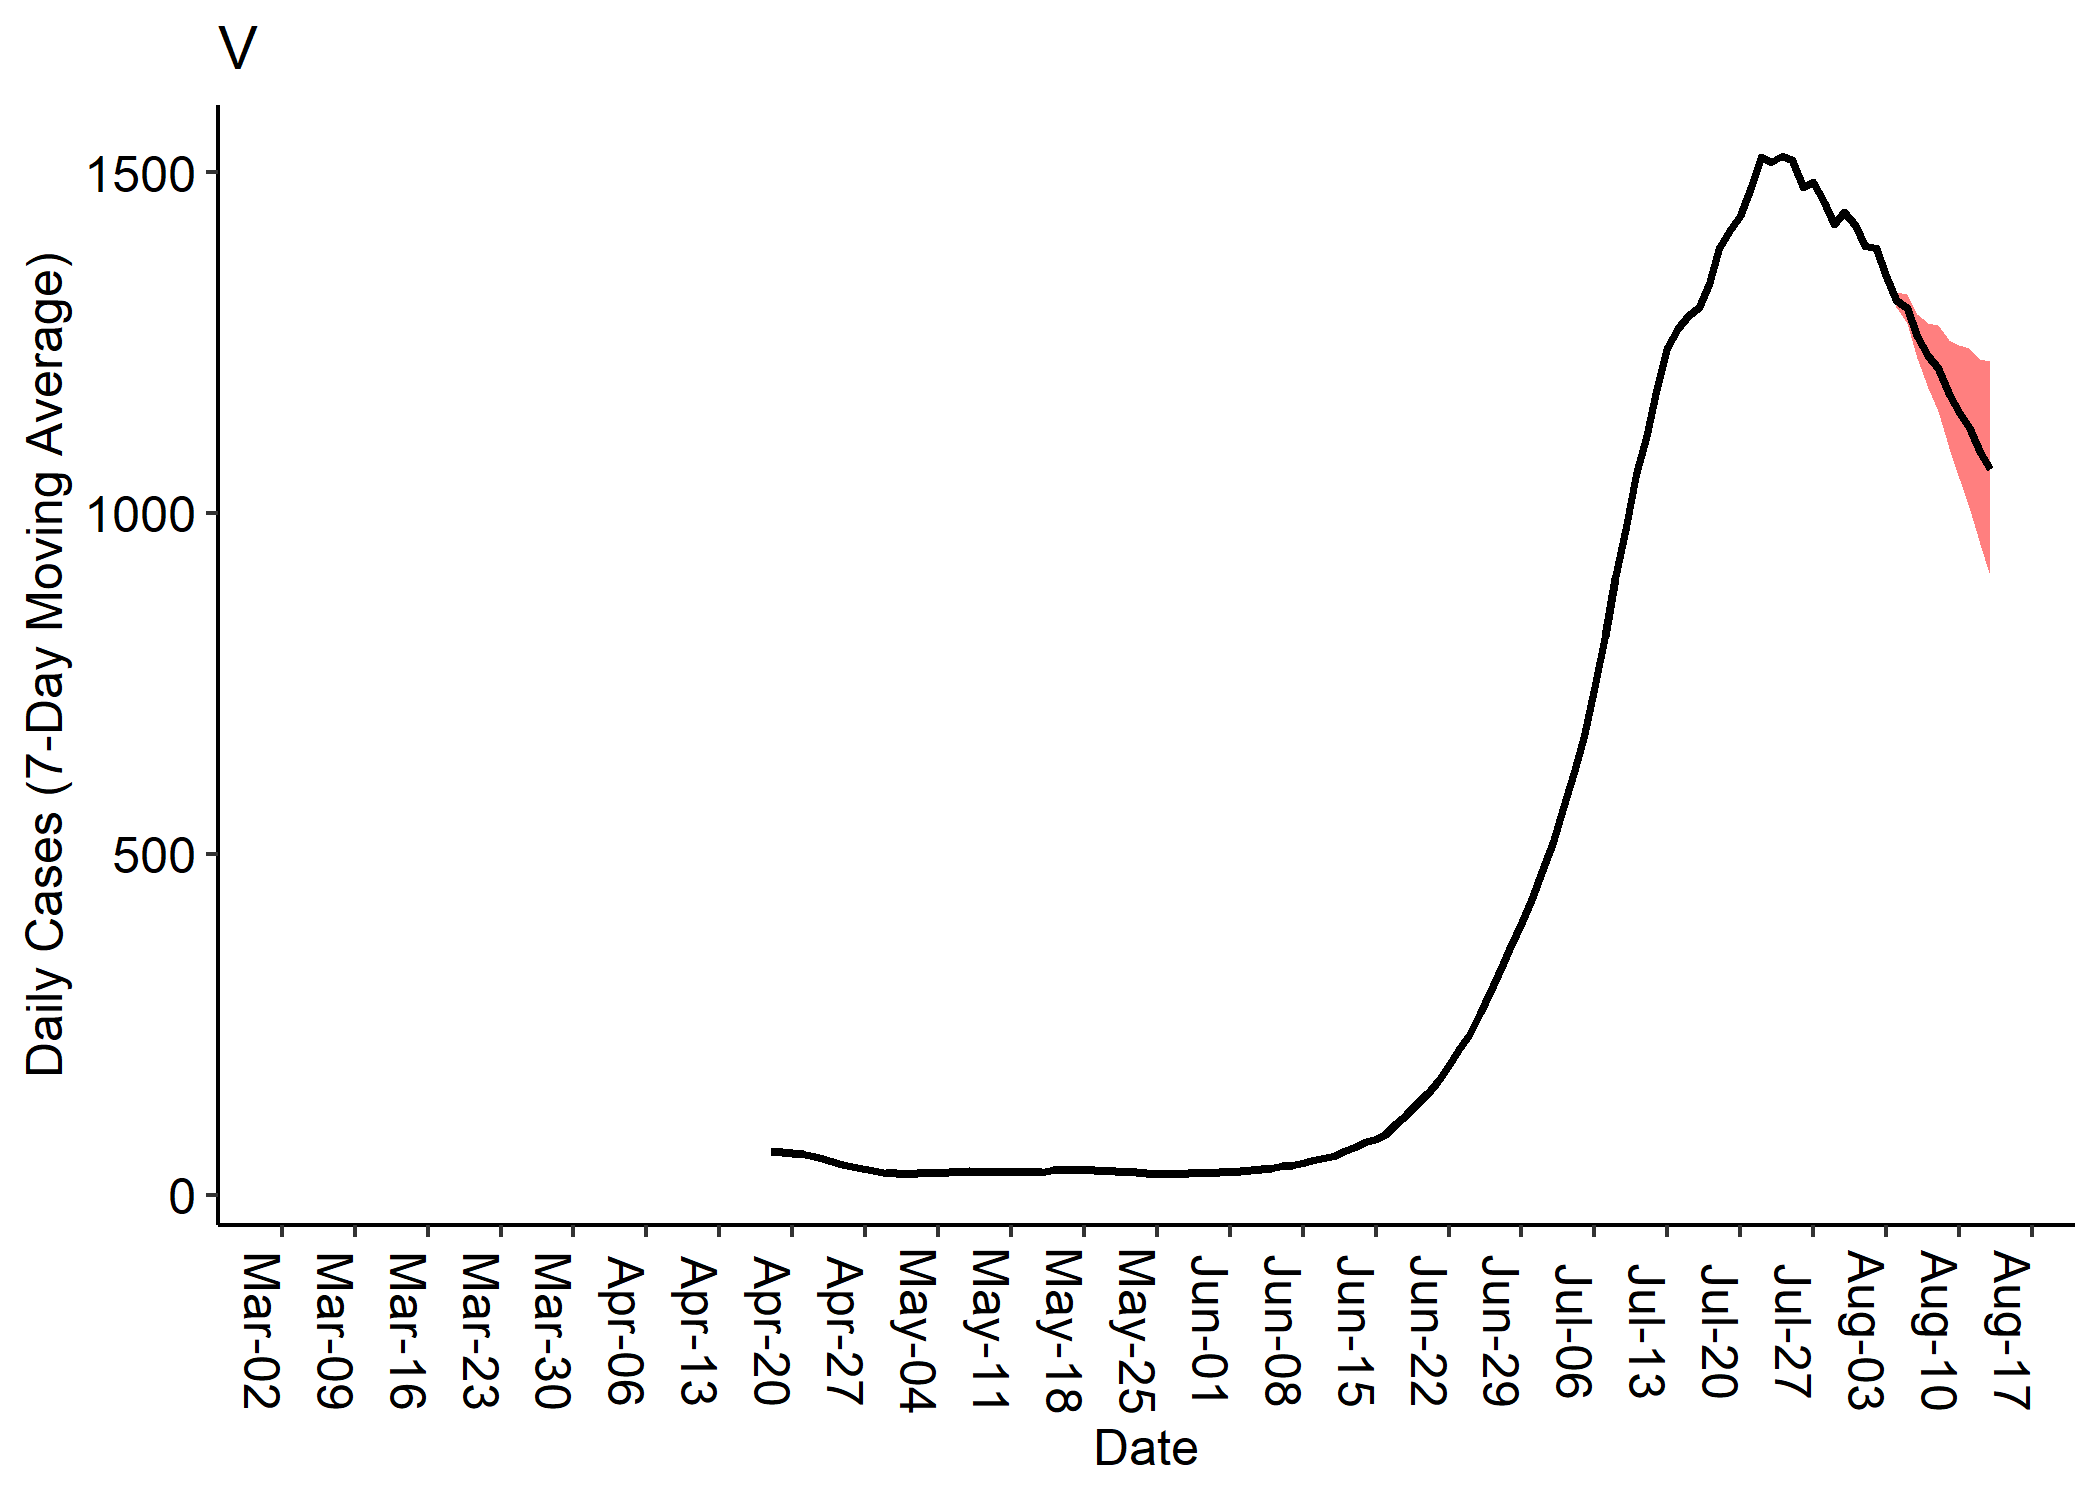 V
Daily Cases (7-Day Moving Average)
1500
1000
500
0
Mar-02
Mar-09
Mar-16
Mar-23
Mar-30
Apr-06
Apr-13
Apr-20
Apr-27
May-04
May-11
May-18
May-25
Jun-01
Jun-08
Jun-15
Jun-22
Jun-29
Jul-06
Jul-13
Jul-20
Jul-27
Aug-03
Aug-10
Aug-17
Date